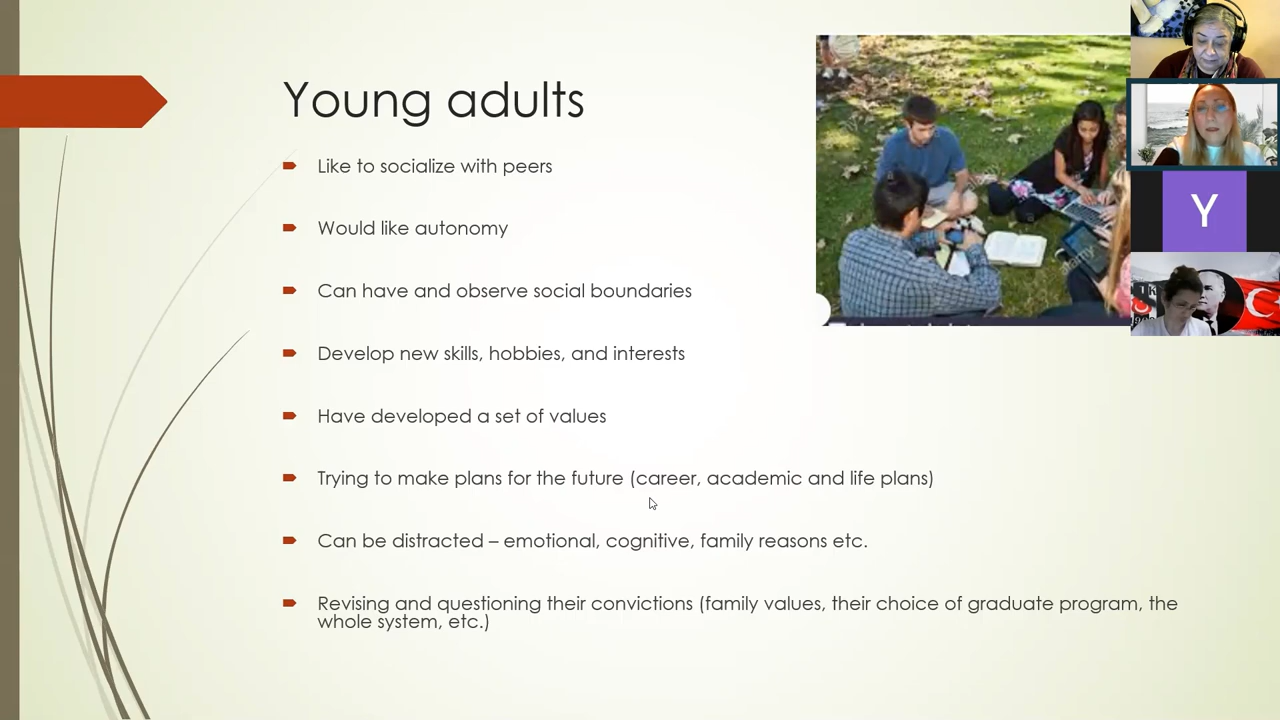 Young adults
Like to socialize with peers
Would like autonomy
Can have and observe social boundaries
Develop new skills, hobbies, and interests
Have developed a set of values
Trying to make plans for the future (career, academic and life plans)
Can be distracted – emotional, cognitive, family reasons etc.
Revising and questioning their convictions (family values, their choice of graduate program, the
whole system, etc.)
Y